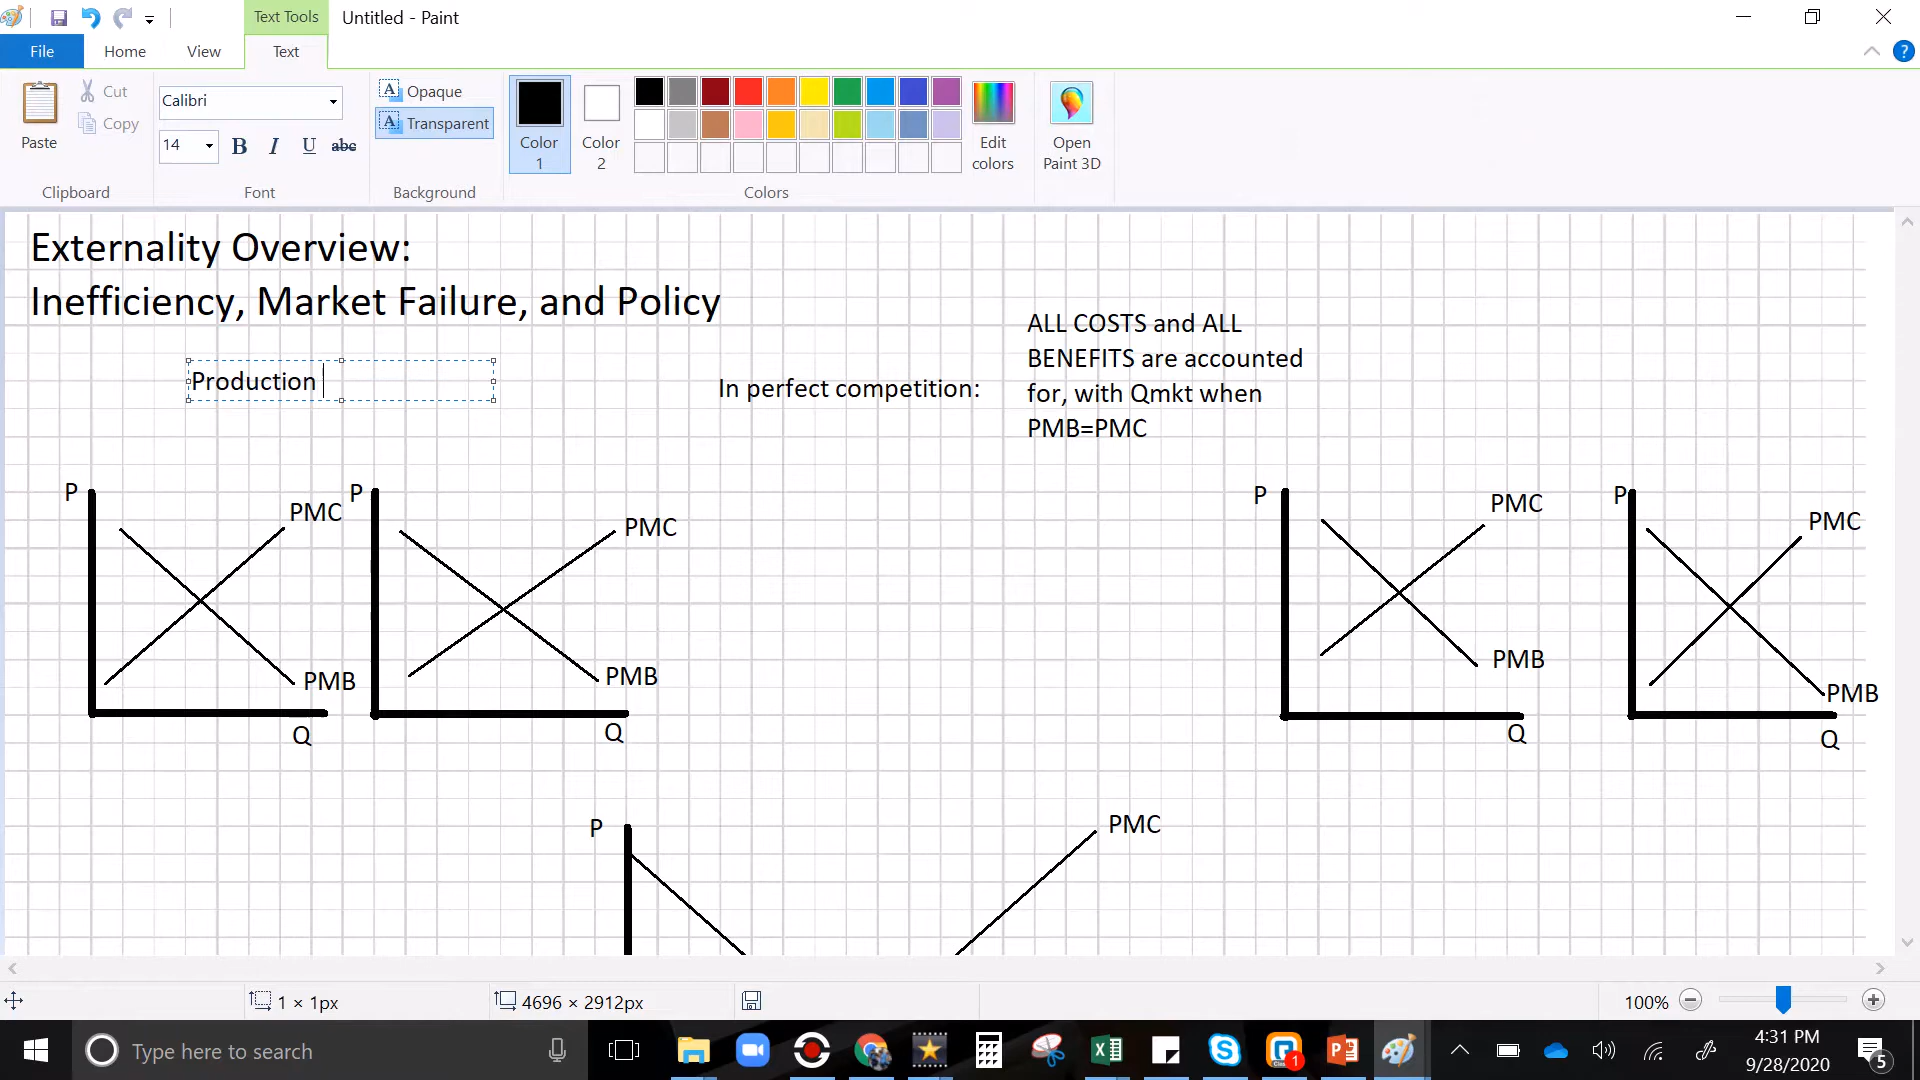 Text Tools
Untitled - Paint
File
Home
View
Text
Paste
Cut
Copy
Clipboard
Calibri
14
B
I
U
abc
Font
A Opaque
A Transparent
Background
Color 1
Color 2
Colors
Edit colors
Open Paint 3D
Externality Overview:
Inefficiency, Market Failure, and Policy
Production
In perfect competition:
ALL COSTS and ALL
BENEFITS are accounted
for, with Qmkt when
PMB=PMC
P
PMC
PMB
Q
P
PMC
PMB
Q
P
PMC
PMB
Q
P
PMC
PMB
Q
P
PMC
1 × 1px
4696 × 2912px
100%
Type here to search
1
4:31 PM
9/28/2020
5